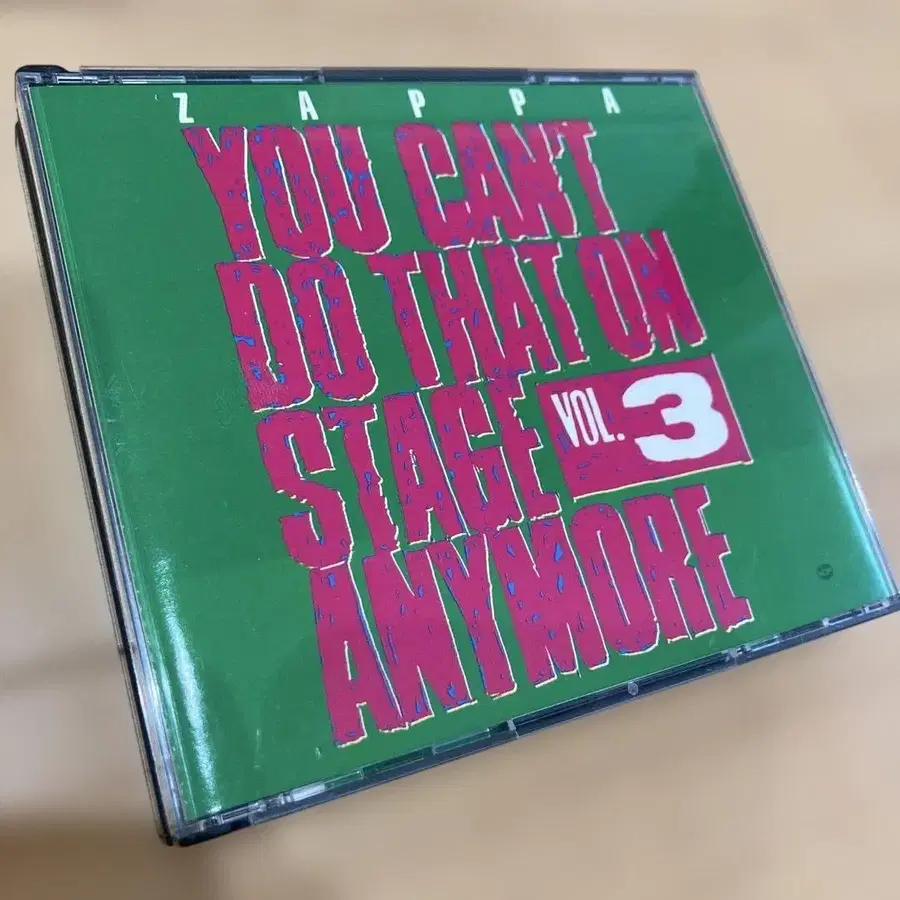 ZAPPA
YOU CAN'T
DO THAT ON
STAGE VOL. 3
ANYMORE